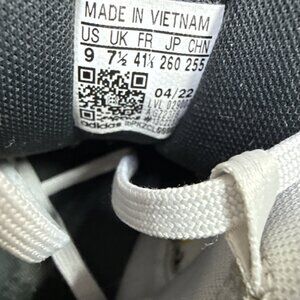 MADE IN VIETNAM
US UK FR JP CHN
9 7½ 41⅓ 260 255
04/22
adidas